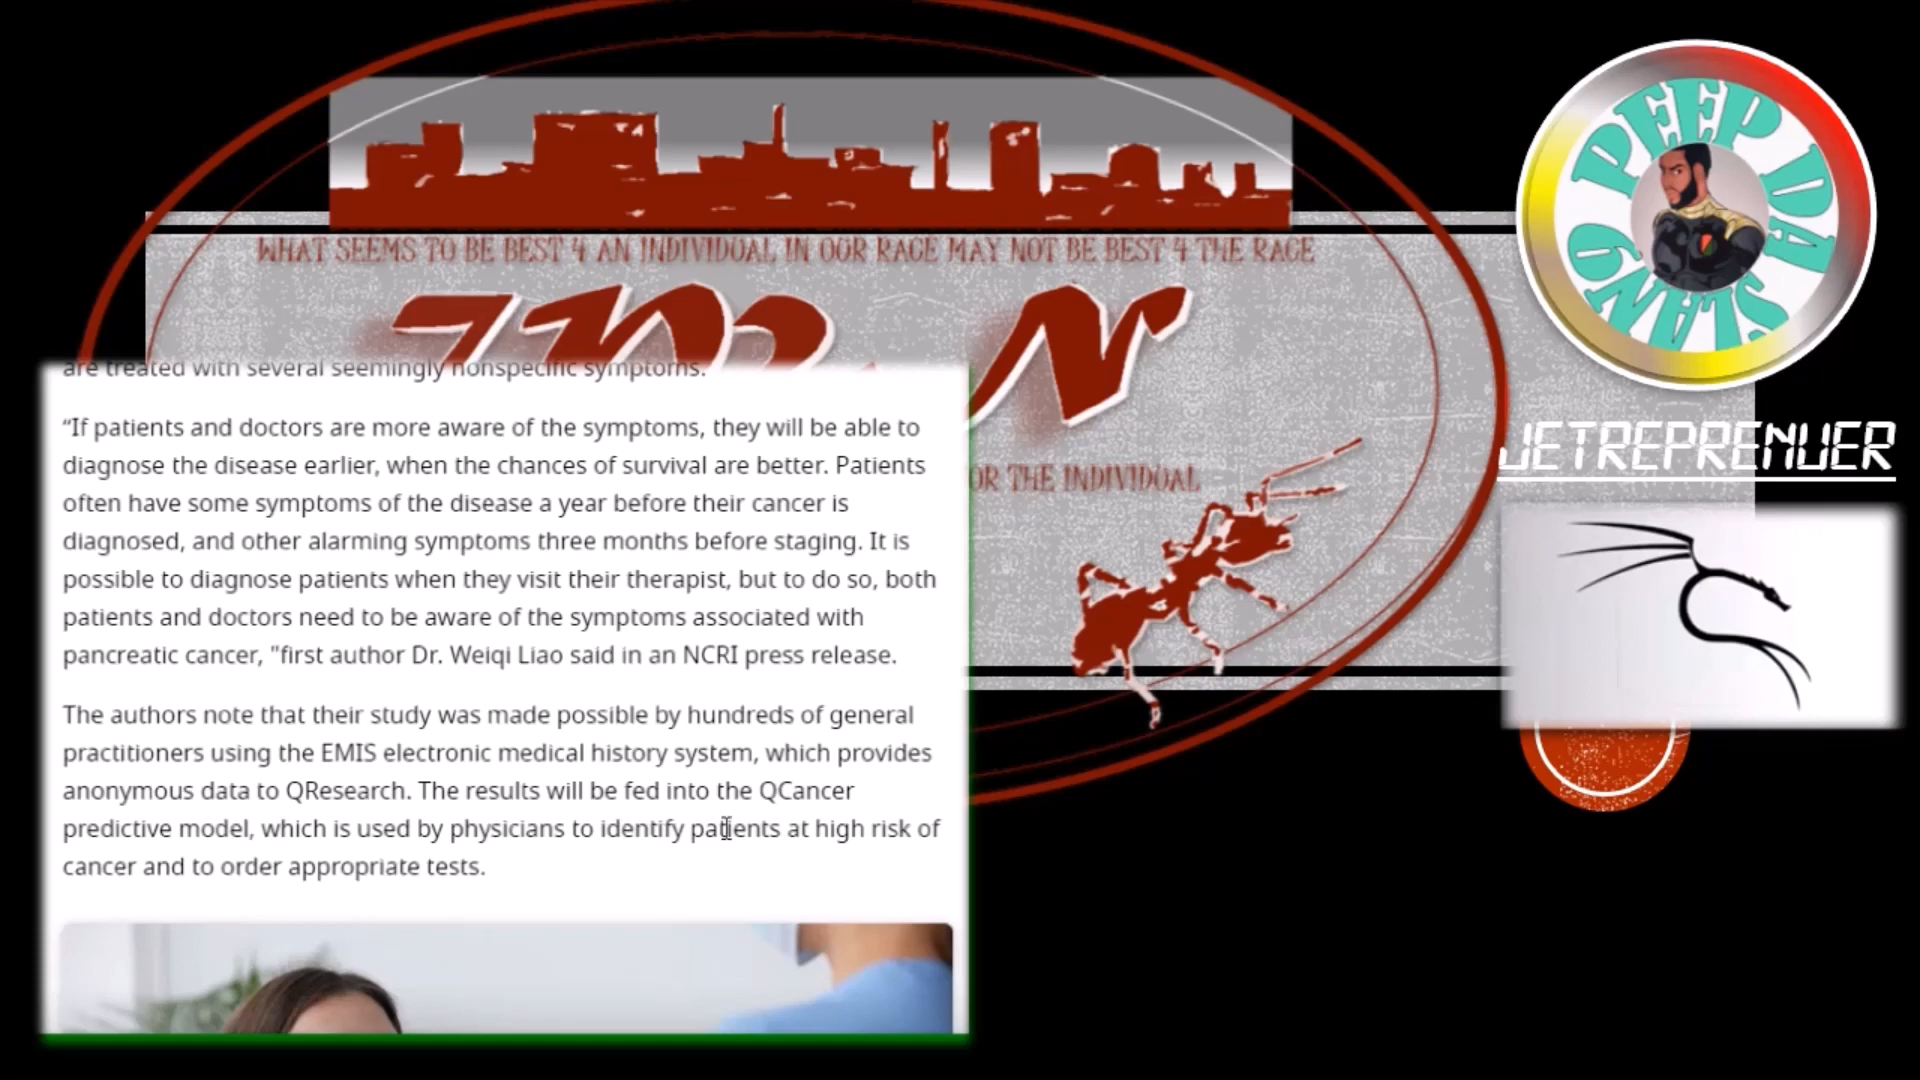 WHAT SEEMS TO BE BEST 4 AN INDIVIDUAL IN OUR RACE MAY NOT BE BEST 4 THE RACE
OR THE INDIVIDUAL
PEEP DA SLANG
JETREPRENUER
are treated with several seemingly nonspecific symptoms.
“If patients and doctors are more aware of the symptoms, they will be able to
diagnose the disease earlier, when the chances of survival are better. Patients
often have some symptoms of the disease a year before their cancer is
diagnosed, and other alarming symptoms three months before staging. It is
possible to diagnose patients when they visit their therapist, but to do so, both
patients and doctors need to be aware of the symptoms associated with
pancreatic cancer, "first author Dr. Weiqi Liao said in an NCRI press release.
The authors note that their study was made possible by hundreds of general
practitioners using the EMIS electronic medical history system, which provides
anonymous data to QResearch. The results will be fed into the QCancer
predictive model, which is used by physicians to identify patients at high risk of
cancer and to order appropriate tests.